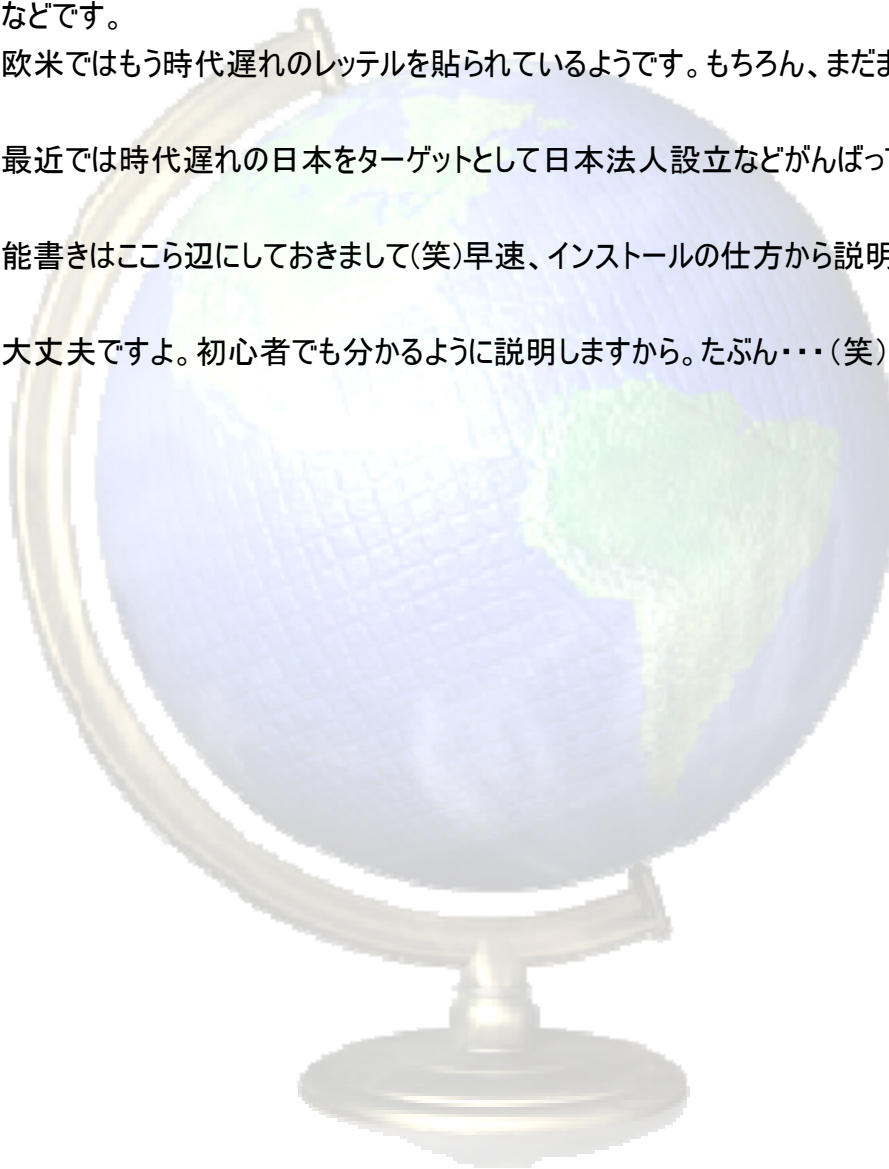 などです。
欧米ではもう時代遅れのレッテルを貼られているようです。もちろん、まだ
最近では時代遅れの日本をターゲットとして日本法人設立などがんばっ
能書きはここら辺にしておきまして(笑)早速、インストールの仕方から説明
大丈夫ですよ。初心者でも分かるように説明しますから。たぶん・・・(笑)